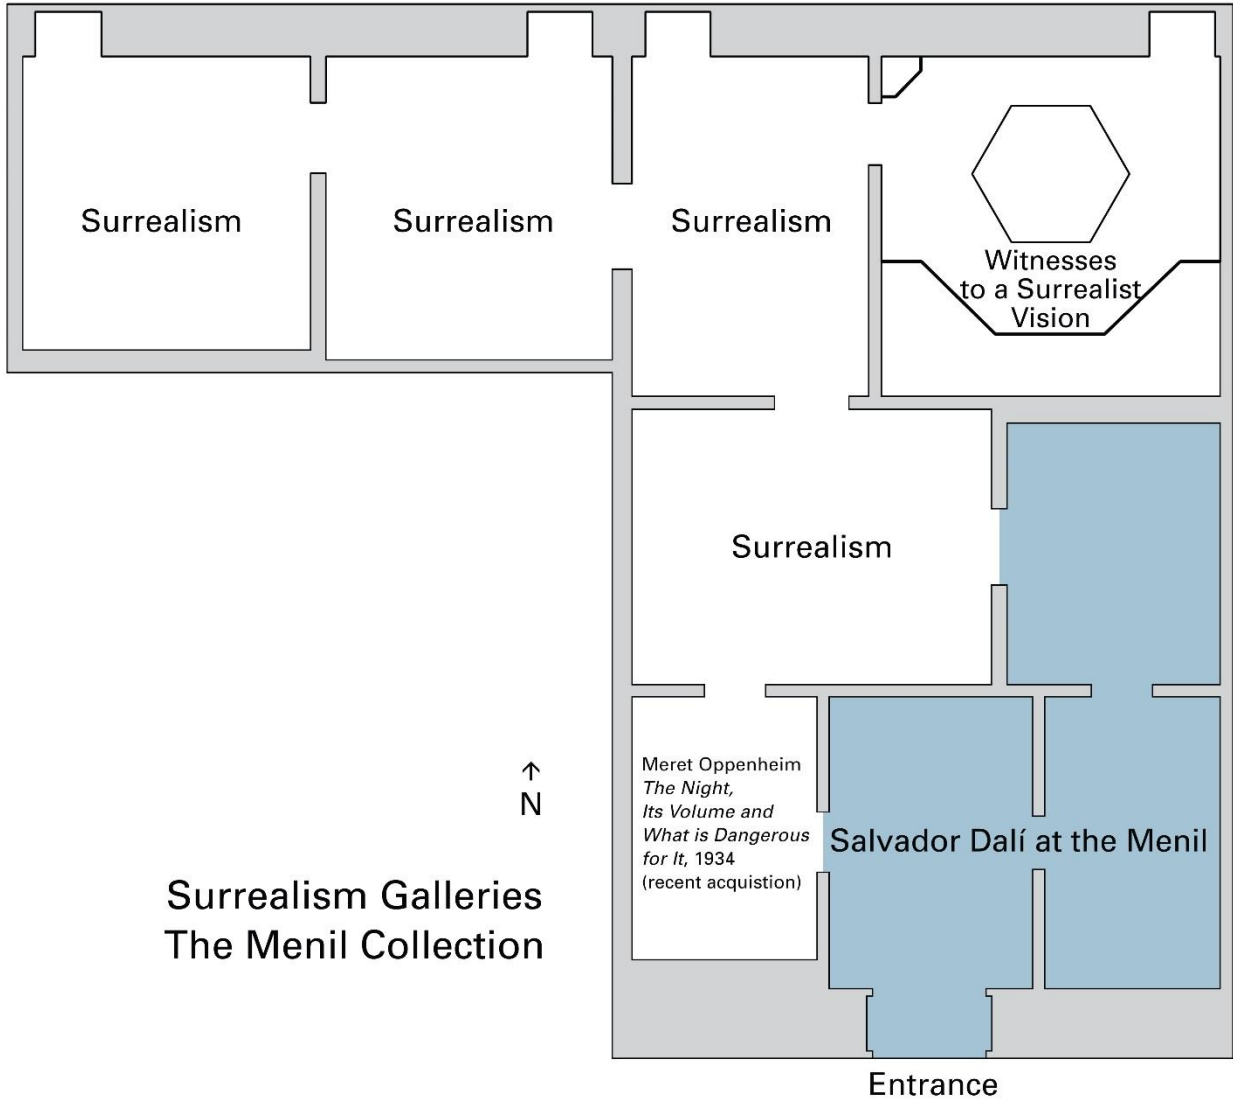 Surrealism
Surrealism
Surrealism
Witnesses
to a Surrealist
Vision
Surrealism
Meret Oppenheim
The Night,
Its Volume and
What is Dangerous
for It, 1934
(recent acquistion)
Salvador Dalí at the Menil
↑
N
Surrealism Galleries
The Menil Collection
Entrance